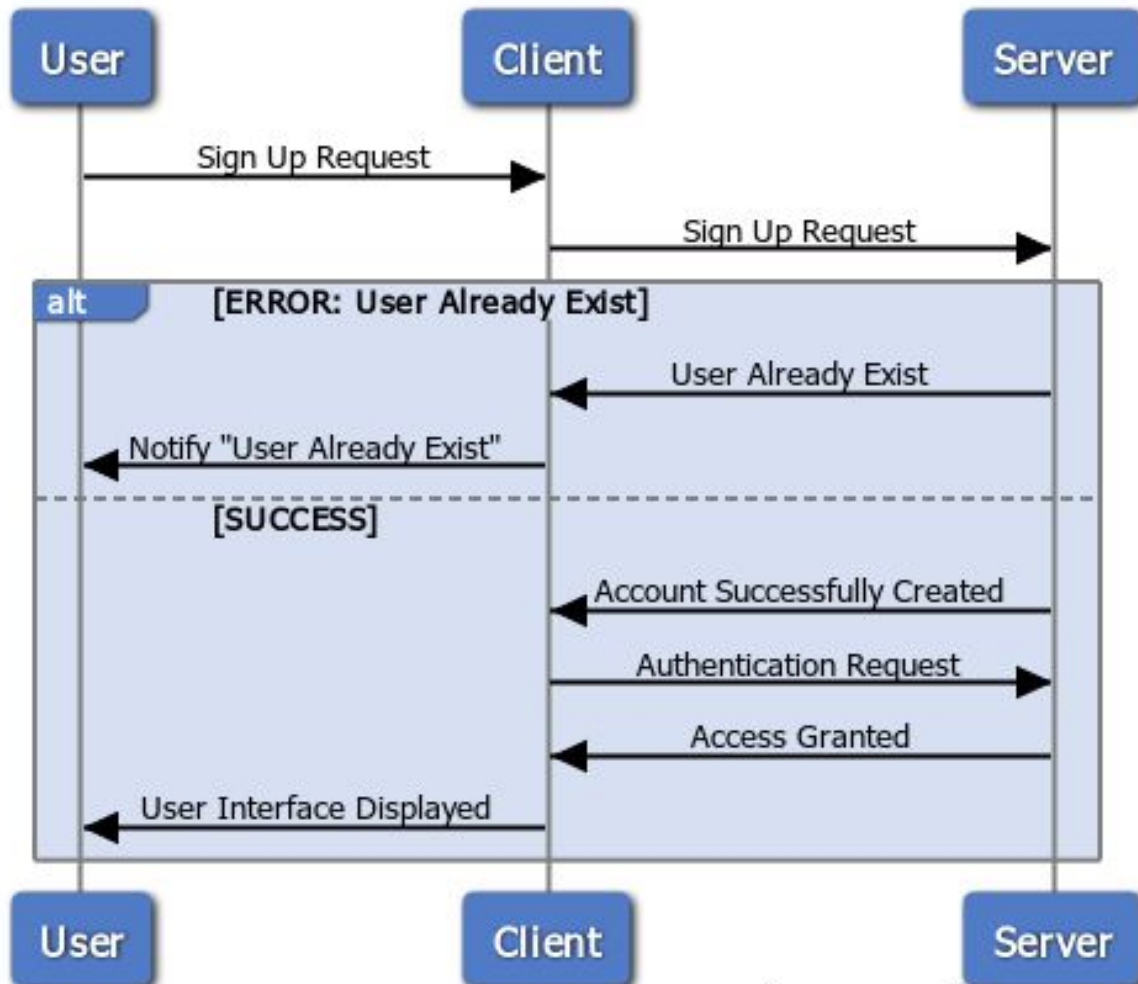 User Client Server
Sign Up Request
Sign Up Request
alt [ERROR: User Already Exist]
User Already Exist
Notify "User Already Exist"
[SUCCESS]
Account Successfully Created
Authentication Request
Access Granted
User Interface Displayed
User Client Server